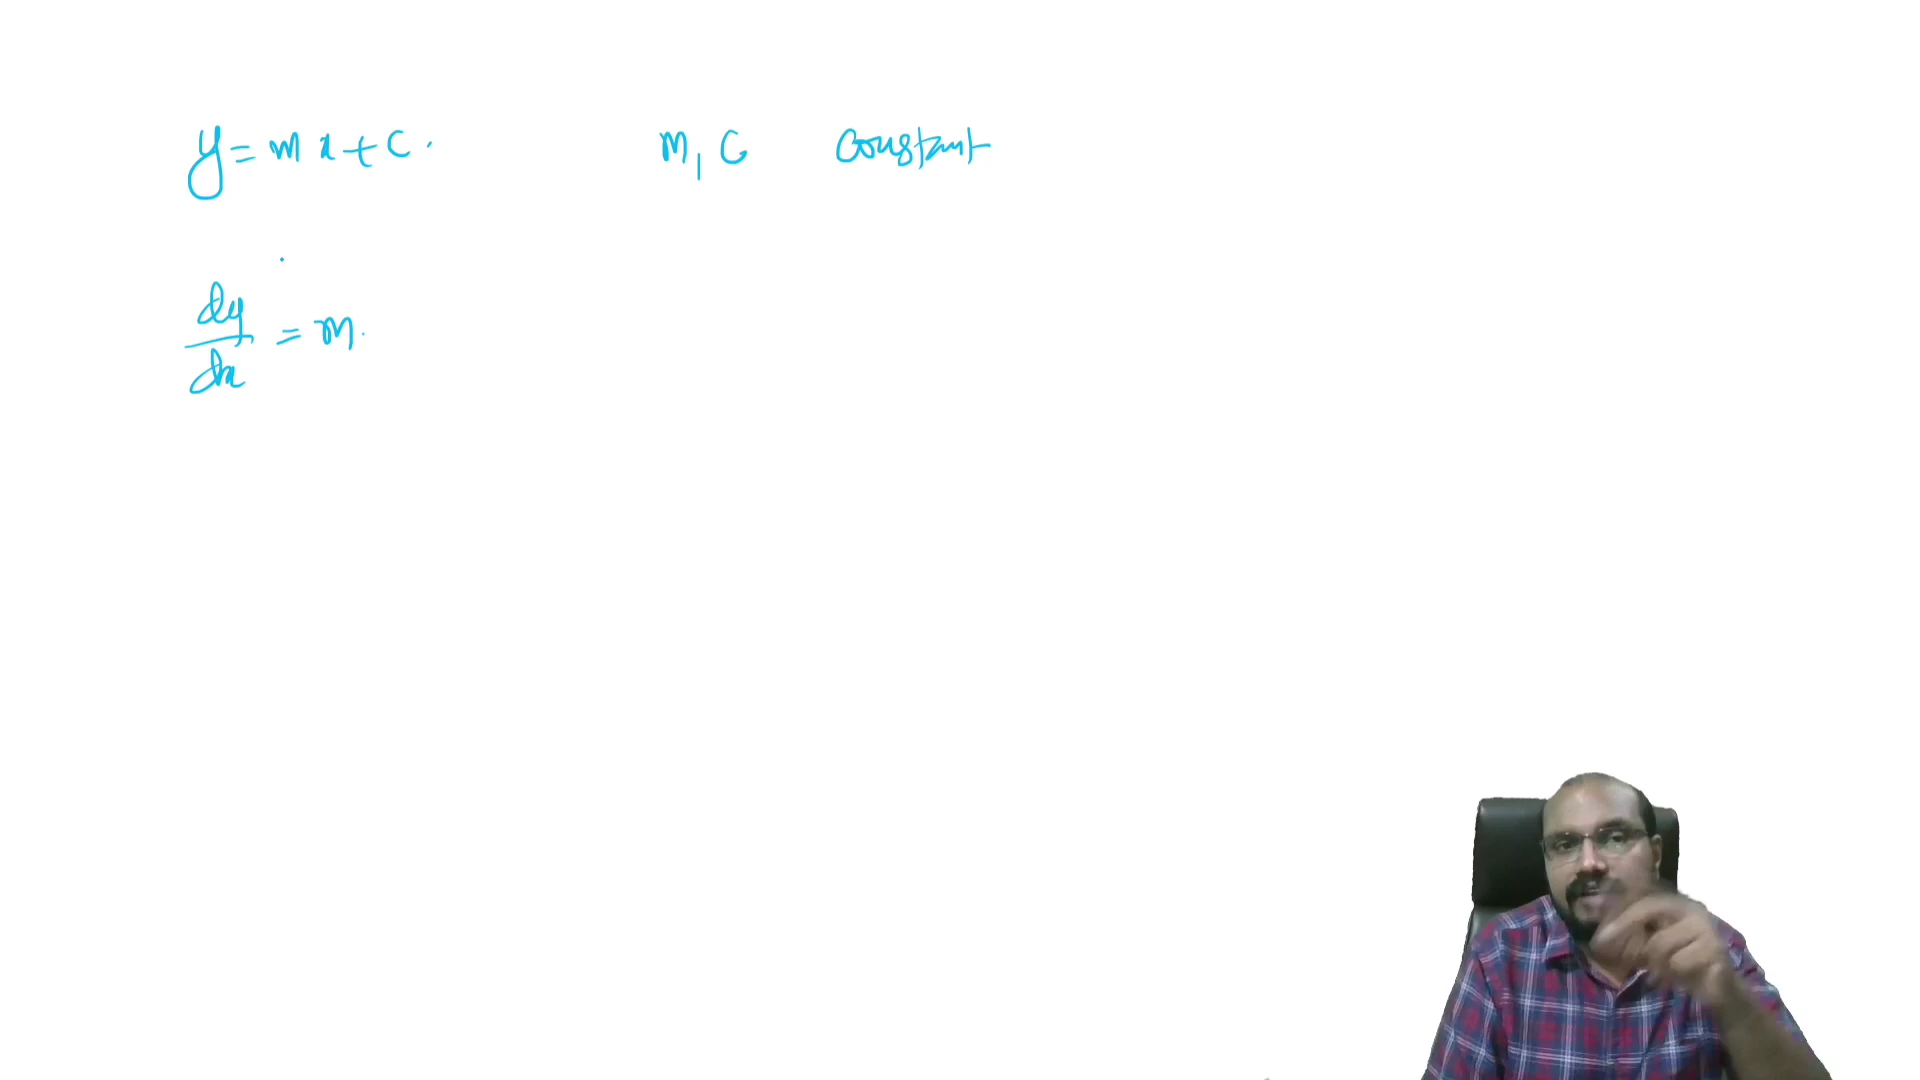 y = mx + c. m, c constant
dy/dx = m.